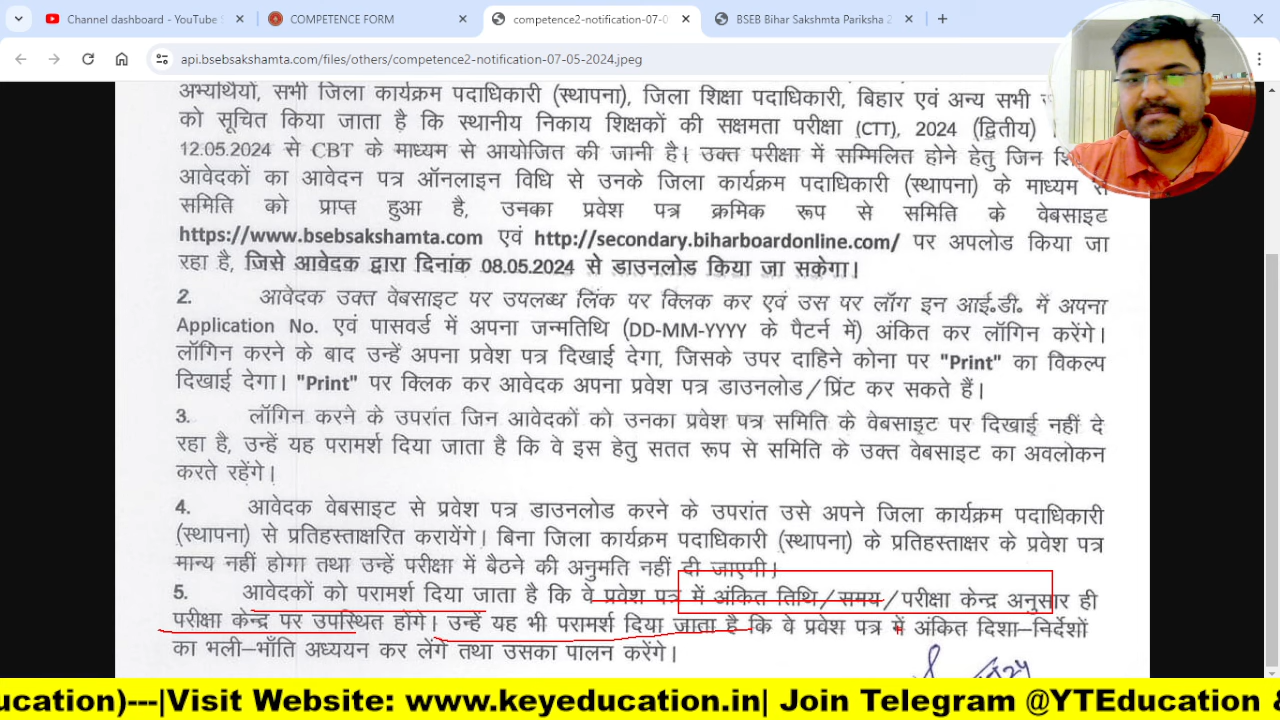 Channel dashboard - YouTube
COMPETENCE FORM
competence2-notification-07-0
BSEB Bihar Sakshmta Pariksha 2
api.bsebsakshamta.com/files/others/competence2-notification-07-05-2024.jpeg
अभ्यर्थियों, सभी जिला कार्यक्रम पदाधिकारी (स्थापना), जिला शिक्षा पदाधिकारी, बिहार एवं अन्य सभी
को सूचित किया जाता है कि स्थानीय निकाय शिक्षकों की सक्षमता परीक्षा (CTT), 2024 (द्वितीय)
12.05.2024 से CBT के माध्यम से आयोजित की जानी है। उक्त परीक्षा में सम्मिलित होने हेतु जिन
आवेदकों का आवेदन पत्र ऑनलाइन विधि से उनके जिला कार्यक्रम पदाधिकारी (स्थापना) के माध्यम से
समिति को प्राप्त हुआ है, उनका प्रवेश पत्र क्रमिक रूप से समिति के वेबसाइट
https://www.bsebsakshamta.com एवं http://secondary.biharboardonline.com/ पर अपलोड किया जा
रहा है, जिसे आवेदक द्वारा दिनांक 08.05.2024 से डाउनलोड किया जा सकेगा।
2. आवेदक उक्त वेबसाइट पर उपलब्ध लिंक पर क्लिक कर एवं उस पर लॉग इन आई॰डी॰ में अपना
Application No. एवं पासवर्ड में अपना जन्मतिथि (DD-MM-YYYY के पैटर्न में) अंकित कर लॉगिन करेंगे।
लॉगिन करने के बाद उन्हें अपना प्रवेश पत्र दिखाई देगा, जिसके उपर दाहिने कोना पर "Print" का विकल्प
दिखाई देगा। "Print" पर क्लिक कर आवेदक अपना प्रवेश पत्र डाउनलोड/प्रिंट कर सकते हैं।
3. लॉगिन करने के उपरांत जिन आवेदकों को उनका प्रवेश पत्र समिति के वेबसाइट पर दिखाई नहीं दे
रहा है, उन्हें यह परामर्श दिया जाता है कि वे इस हेतु सतत रूप से समिति के उक्त वेबसाइट का अवलोकन
करते रहेंगे।
4. आवेदक वेबसाइट से प्रवेश पत्र डाउनलोड करने के उपरांत उसे अपने जिला कार्यक्रम पदाधिकारी
(स्थापना) से प्रतिहस्ताक्षरित करायेंगे। बिना जिला कार्यक्रम पदाधिकारी (स्थापना) के प्रतिहस्ताक्षर के प्रवेश पत्र
मान्य नहीं होगा तथा उन्हें परीक्षा में बैठने की अनुमति नहीं दी जाएगी।
5. आवेदकों को परामर्श दिया जाता है कि वे प्रवेश पत्र में अंकित तिथि/समय/परीक्षा केन्द्र अनुसार ही
परीक्षा केन्द्र पर उपस्थित होंगे। उन्हें यह भी परामर्श दिया जाता है कि वे प्रवेश पत्र में अंकित दिशा-निर्देशों
का भली-भाँति अध्ययन कर लेंगे तथा उसका पालन करेंगे।
ucation)---|Visit Website: www.keyeducation.in| Join Telegram @YTEducation &